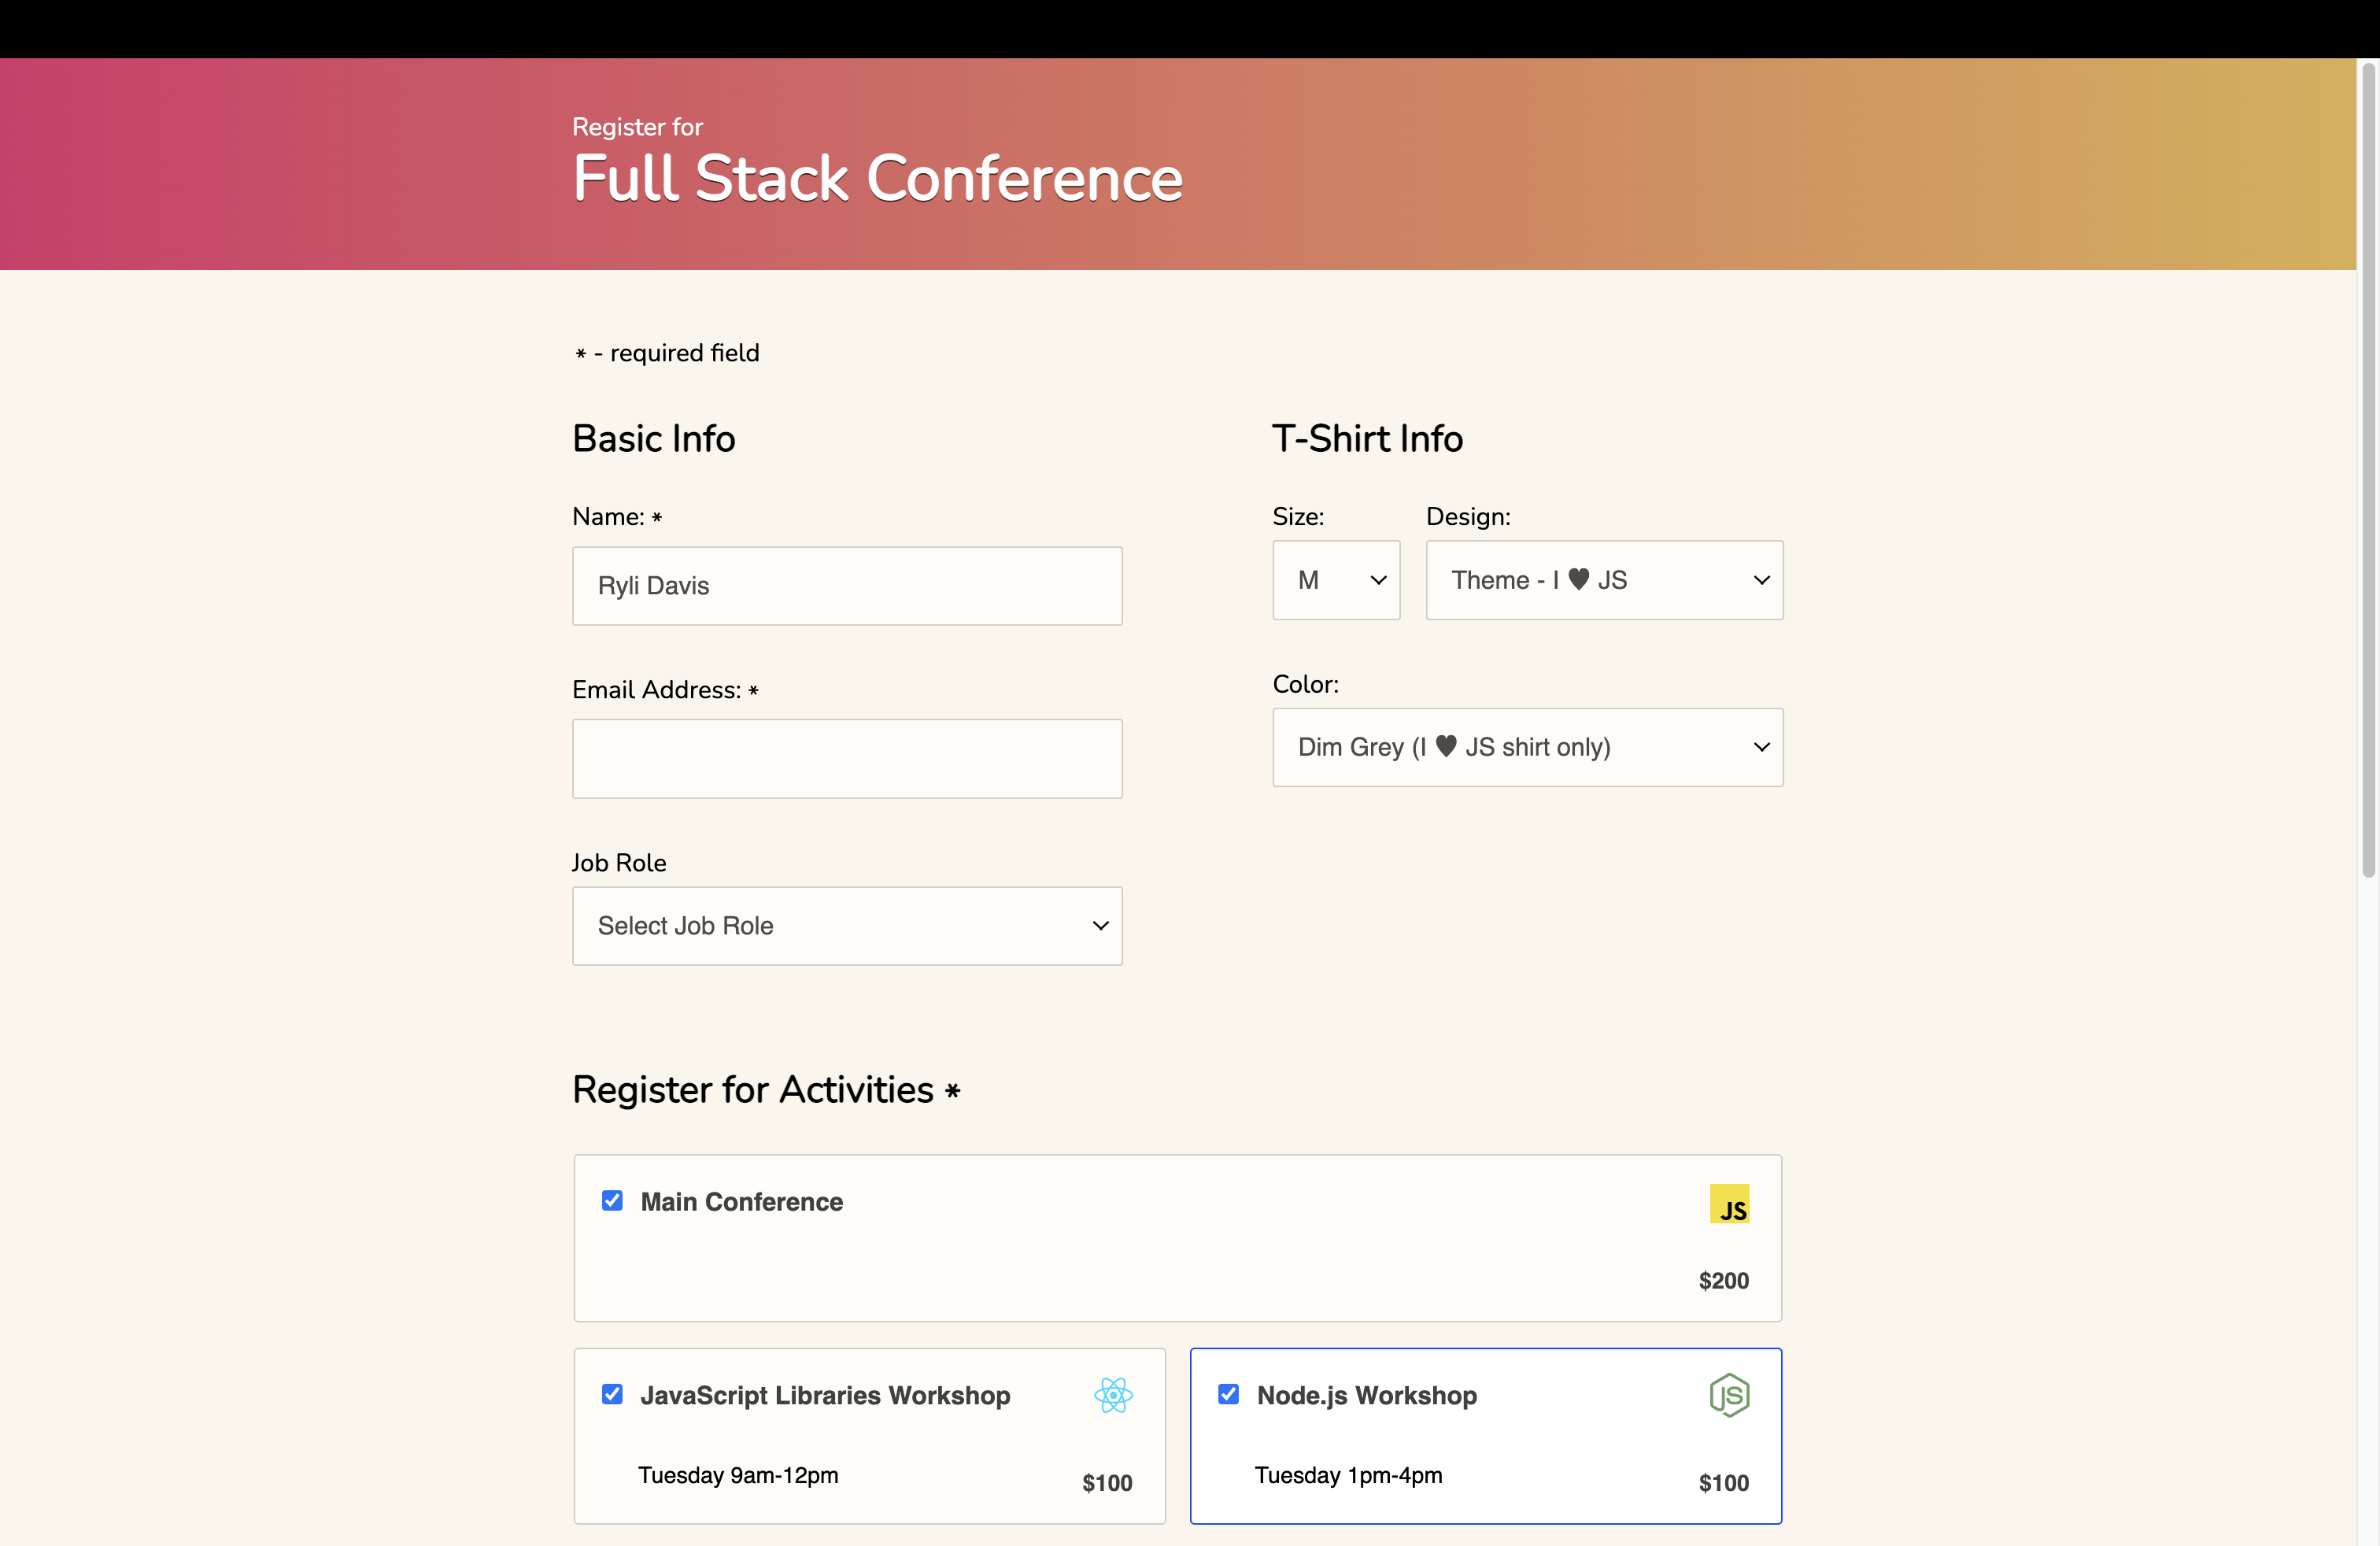 Register for
Full Stack Conference
* - required field
Basic Info
Name: *
Ryli Davis
Email Address: *
Job Role
Select Job Role
T-Shirt Info
Size:
M
Design:
Theme - I ♥ JS
Color:
Dim Grey (I ♥ JS shirt only)
Register for Activities *
Main Conference
JS
$200
JavaScript Libraries Workshop
Tuesday 9am-12pm
$100
Node.js Workshop
JS
Tuesday 1pm-4pm
$100